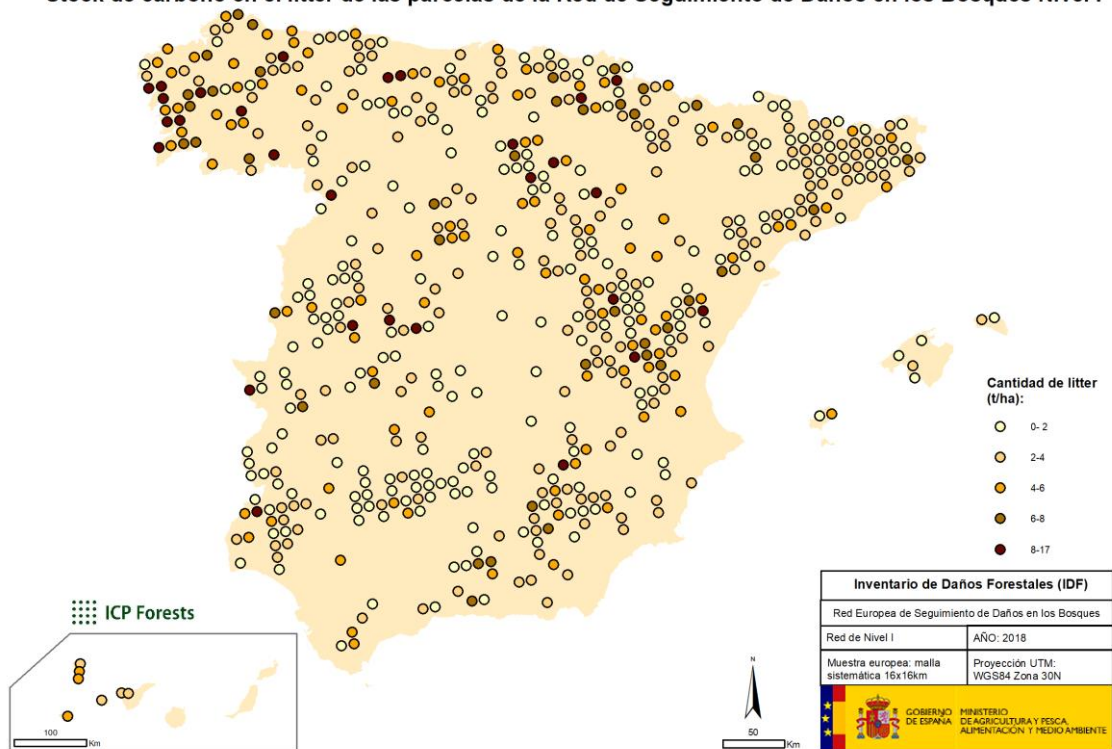 Stock de carbono en el litter de las parcelas de la Red de Seguimiento de Daños en los Bosques Nivel I
Cantidad de litter
(t/ha):
0- 2
2-4
4-6
6-8
8-17
Inventario de Daños Forestales (IDF)
Red Europea de Seguimiento de Daños en los Bosques
Red de Nivel I
AÑO: 2018
Muestra europea: malla
sistemática 16x16km
Proyección UTM:
WGS84 Zona 30N
GOBIERNO
DE ESPAÑA
MINISTERIO
DE AGRICULTURA Y PESCA,
ALIMENTACIÓN Y MEDIO AMBIENTE
ICP Forests
100
Km
N
50
Km